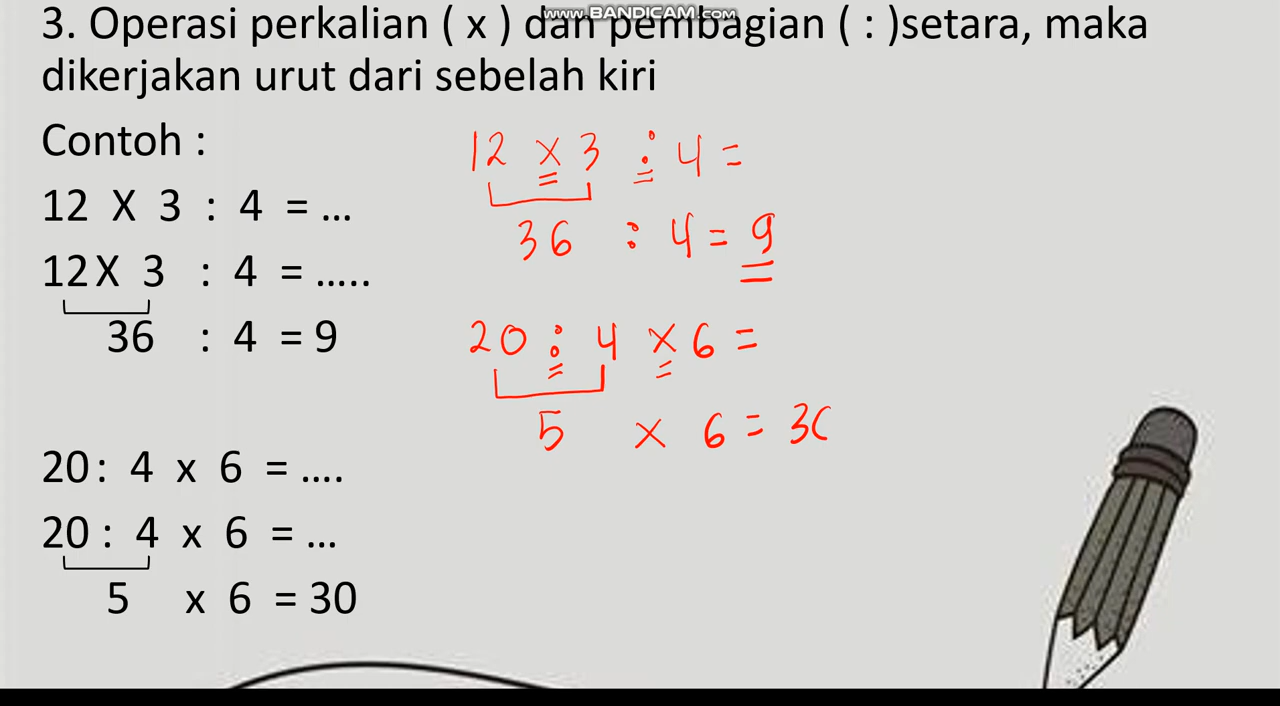 www.BANDICAM.com
3. Operasi perkalian ( x ) dan pembagian ( : )setara, maka
dikerjakan urut dari sebelah kiri
Contoh :
12 X 3 : 4 = ...
12X 3 : 4 = .....
36 : 4 = 9
20: 4 x 6 = ....
20 : 4 x 6 = ...
5 x 6 = 30
12 x 3 : 4 =
36 : 4 = 9
20 : 4 x 6 =
5 x 6 =